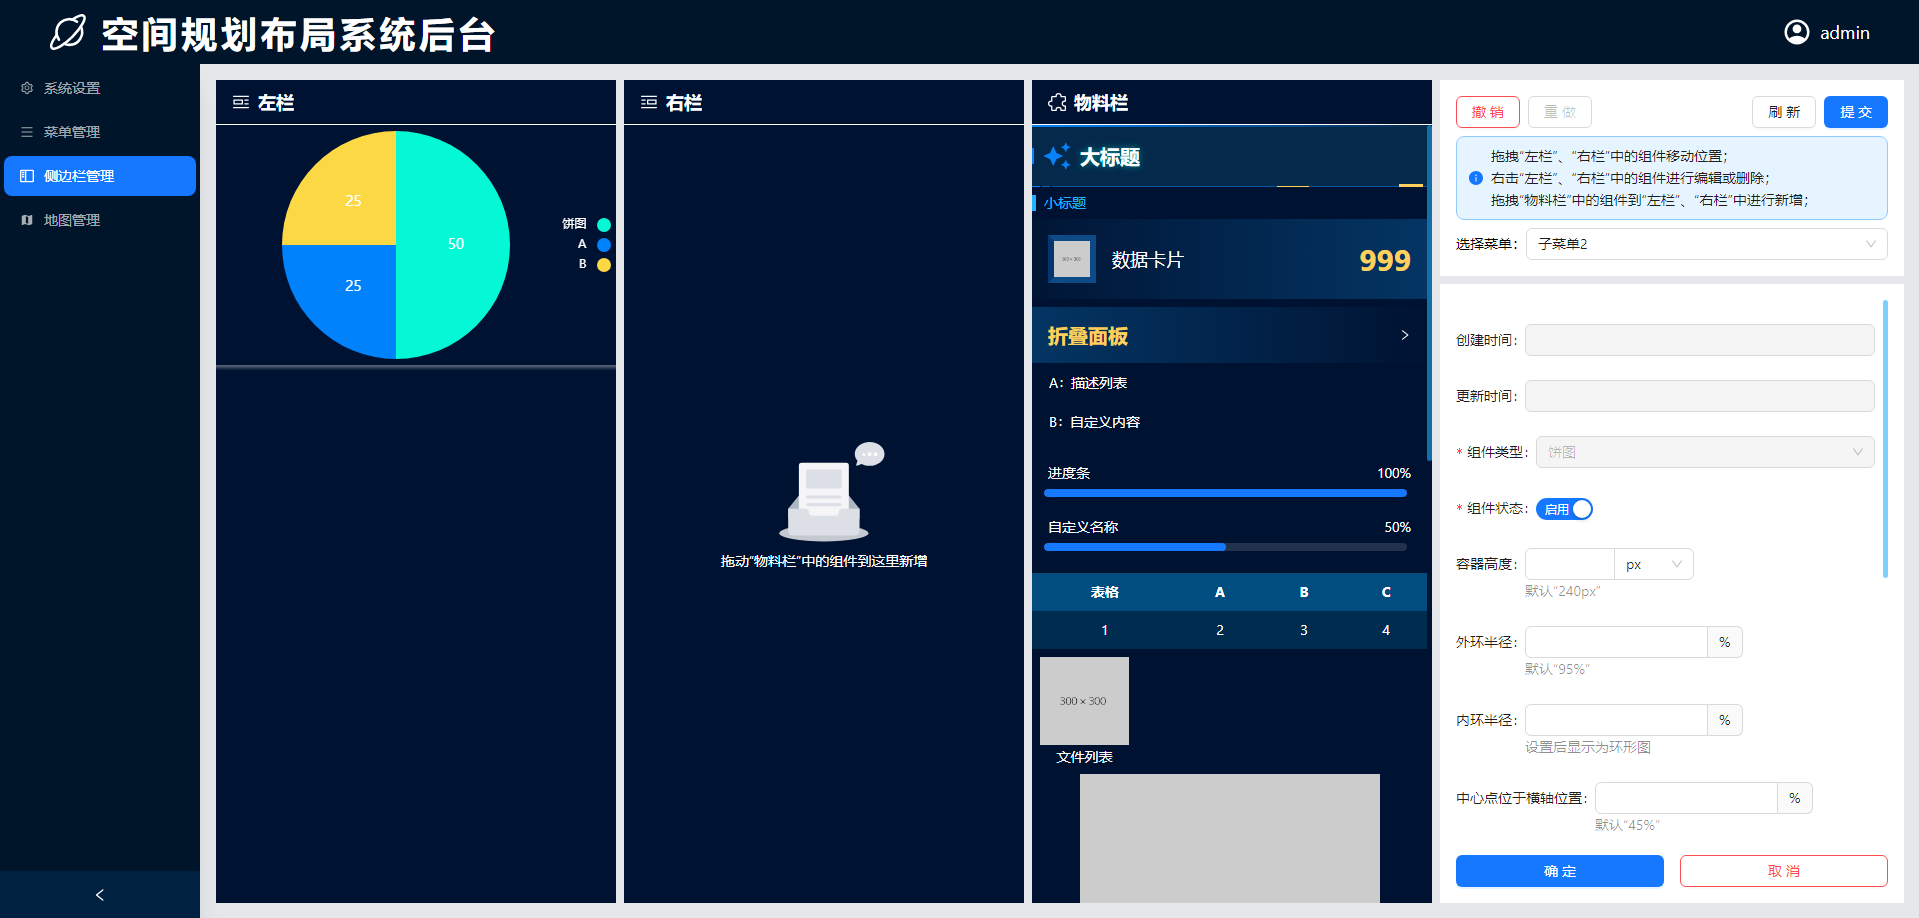 空间规划布局系统后台
admin
系统设置
菜单管理
侧边栏管理
地图管理
左栏
25
50
25
饼图
A
B
右栏
拖动“物料栏”中的组件到这里新增
物料栏
大标题
小标题
300 × 300
数据卡片
999
折叠面板
A：描述列表
B：自定义内容
进度条 100%
自定义名称 50%
表格 A B C
1 2 3 4
300 × 300
文件列表
撤 销
重 做
刷 新
提 交
拖拽“左栏”、“右栏”中的组件移动位置；
右击“左栏”、“右栏”中的组件进行编辑或删除；
拖拽“物料栏”中的组件到“左栏”、“右栏”中进行新增；
选择菜单： 子菜单2
创建时间：
更新时间：
* 组件类型： 饼图
* 组件状态： 启用
容器高度： px
默认“240px”
外环半径： %
默认“95%”
内环半径： %
设置后显示为环形图
中心点位于横轴位置： %
默认“45%”
确 定
取 消